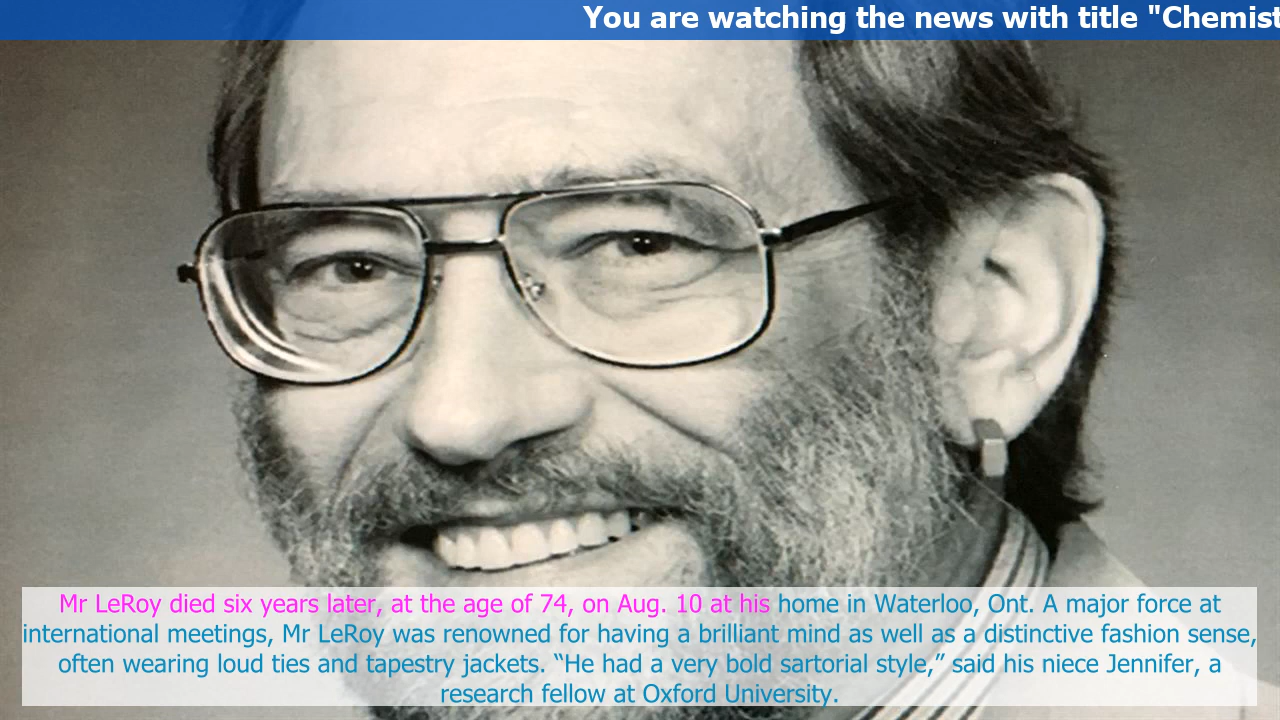 You are watching the news with title "Chemist
Mr LeRoy died six years later, at the age of 74, on Aug. 10 at his home in Waterloo, Ont. A major force at
international meetings, Mr LeRoy was renowned for having a brilliant mind as well as a distinctive fashion sense,
often wearing loud ties and tapestry jackets. “He had a very bold sartorial style,” said his niece Jennifer, a
research fellow at Oxford University.